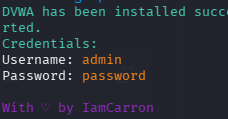 DVWA has been installed succe
rted.
Credentials:
Username: admin
Password: password
With ♡ by IamCarron